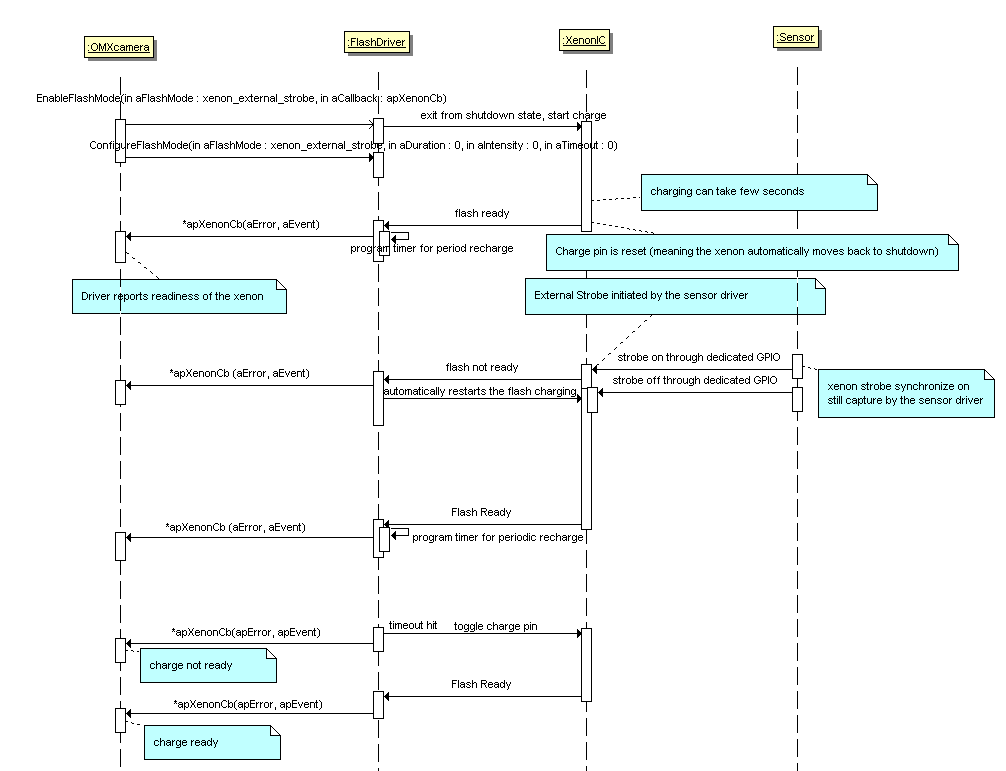 :OMXcamera
:FlashDriver
:XenonIC
:Sensor
EnableFlashMode(in aFlashMode : xenon_external_strobe, in aCallback : apXenonCb)
exit from shutdown state, start charge
ConfigureFlashMode(in aFlashMode : xenon_external_strobe, in aDuration : 0, in aIntensity : 0, in aTimeout : 0)
charging can take few seconds
flash ready
*apXenonCb(aError, aEvent)
program timer for period recharge
Charge pin is reset (meaning the xenon automatically moves back to shutdown)
Driver reports readiness of the xenon
External Strobe initiated by the sensor driver
strobe on through dedicated GPIO
flash not ready
*apXenonCb (aError, aEvent)
strobe off through dedicated GPIO
automatically restarts the flash charging
xenon strobe synchronize on
still capture by the sensor driver
Flash Ready
*apXenonCb (aError, aEvent)
program timer for periodic recharge
timeout hit
toggle charge pin
*apXenonCb(apError, apEvent)
charge not ready
Flash Ready
*apXenonCb(apError, apEvent)
charge ready